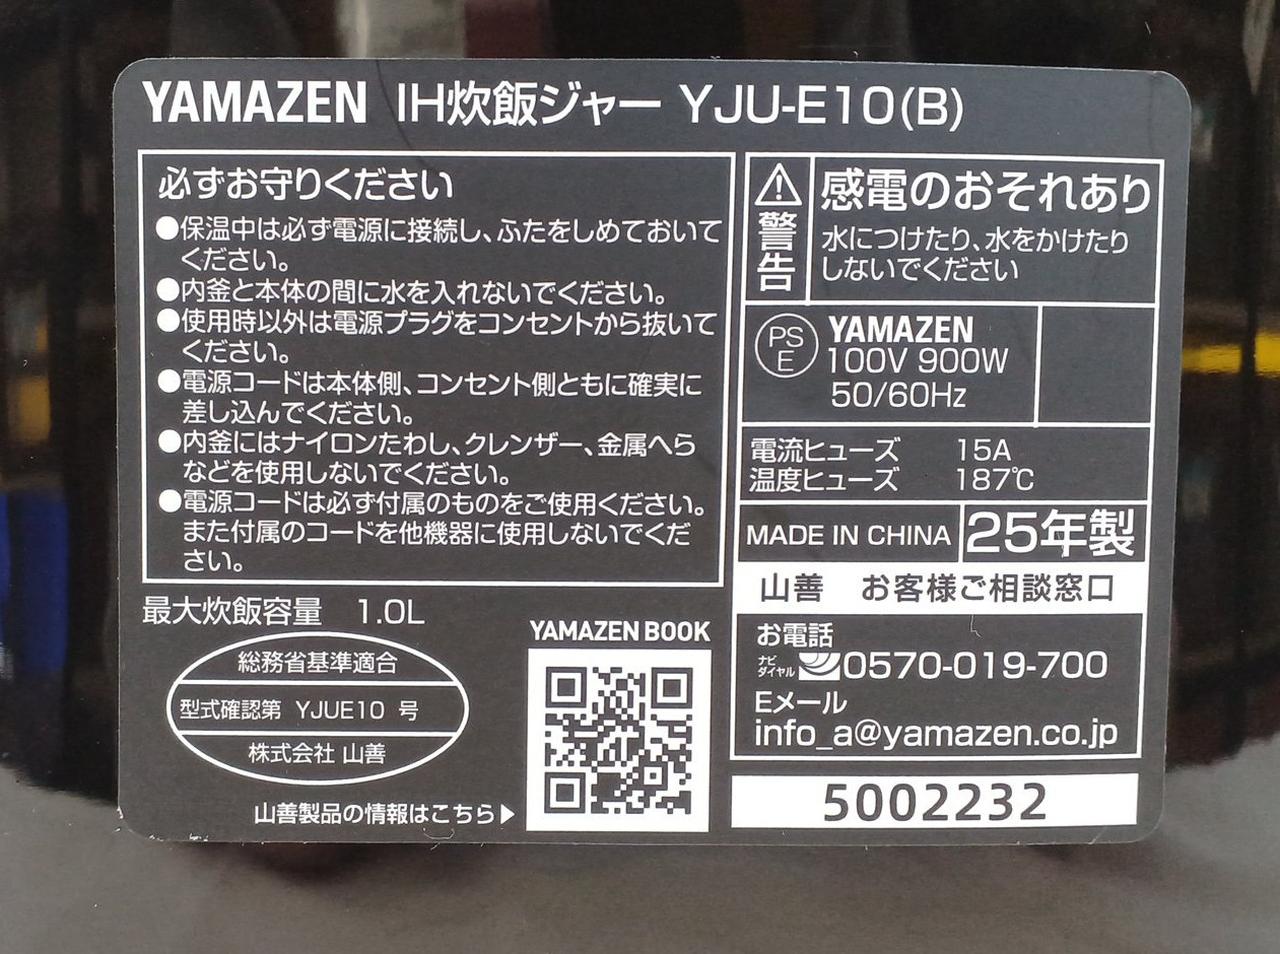 YAMAZEN IH炊飯ジャー YJU-E10(B)
必ずお守りください
●保温中は必ず電源に接続し、ふたをしめておいて
ください。
●内釜と本体の間に水を入れないでください。
●使用時以外は電源プラグをコンセントから抜いて
ください。
●電源コードは本体側、コンセント側ともに確実に
差し込んでください。
●内釜にはナイロンたわし、クレンザー、金属へら
などを使用しないでください。
●電源コードは必ず付属のものをご使用ください。
また付属のコードを他機器に使用しないでくだ
さい。
最大炊飯容量 1.0L
総務省基準適合
型式確認第 YJUE10 号
株式会社 山善
山善製品の情報はこちら▶
YAMAZEN BOOK
警告
感電のおそれあり
水につけたり、水をかけたり
しないでください
PS
E
YAMAZEN
100V 900W
50/60Hz
電流ヒューズ 15A
温度ヒューズ 187℃
MADE IN CHINA 25年製
山善 お客様ご相談窓口
お電話
ナビ
ダイヤル
0570-019-700
Eメール
info_a@yamazen.co.jp
5002232